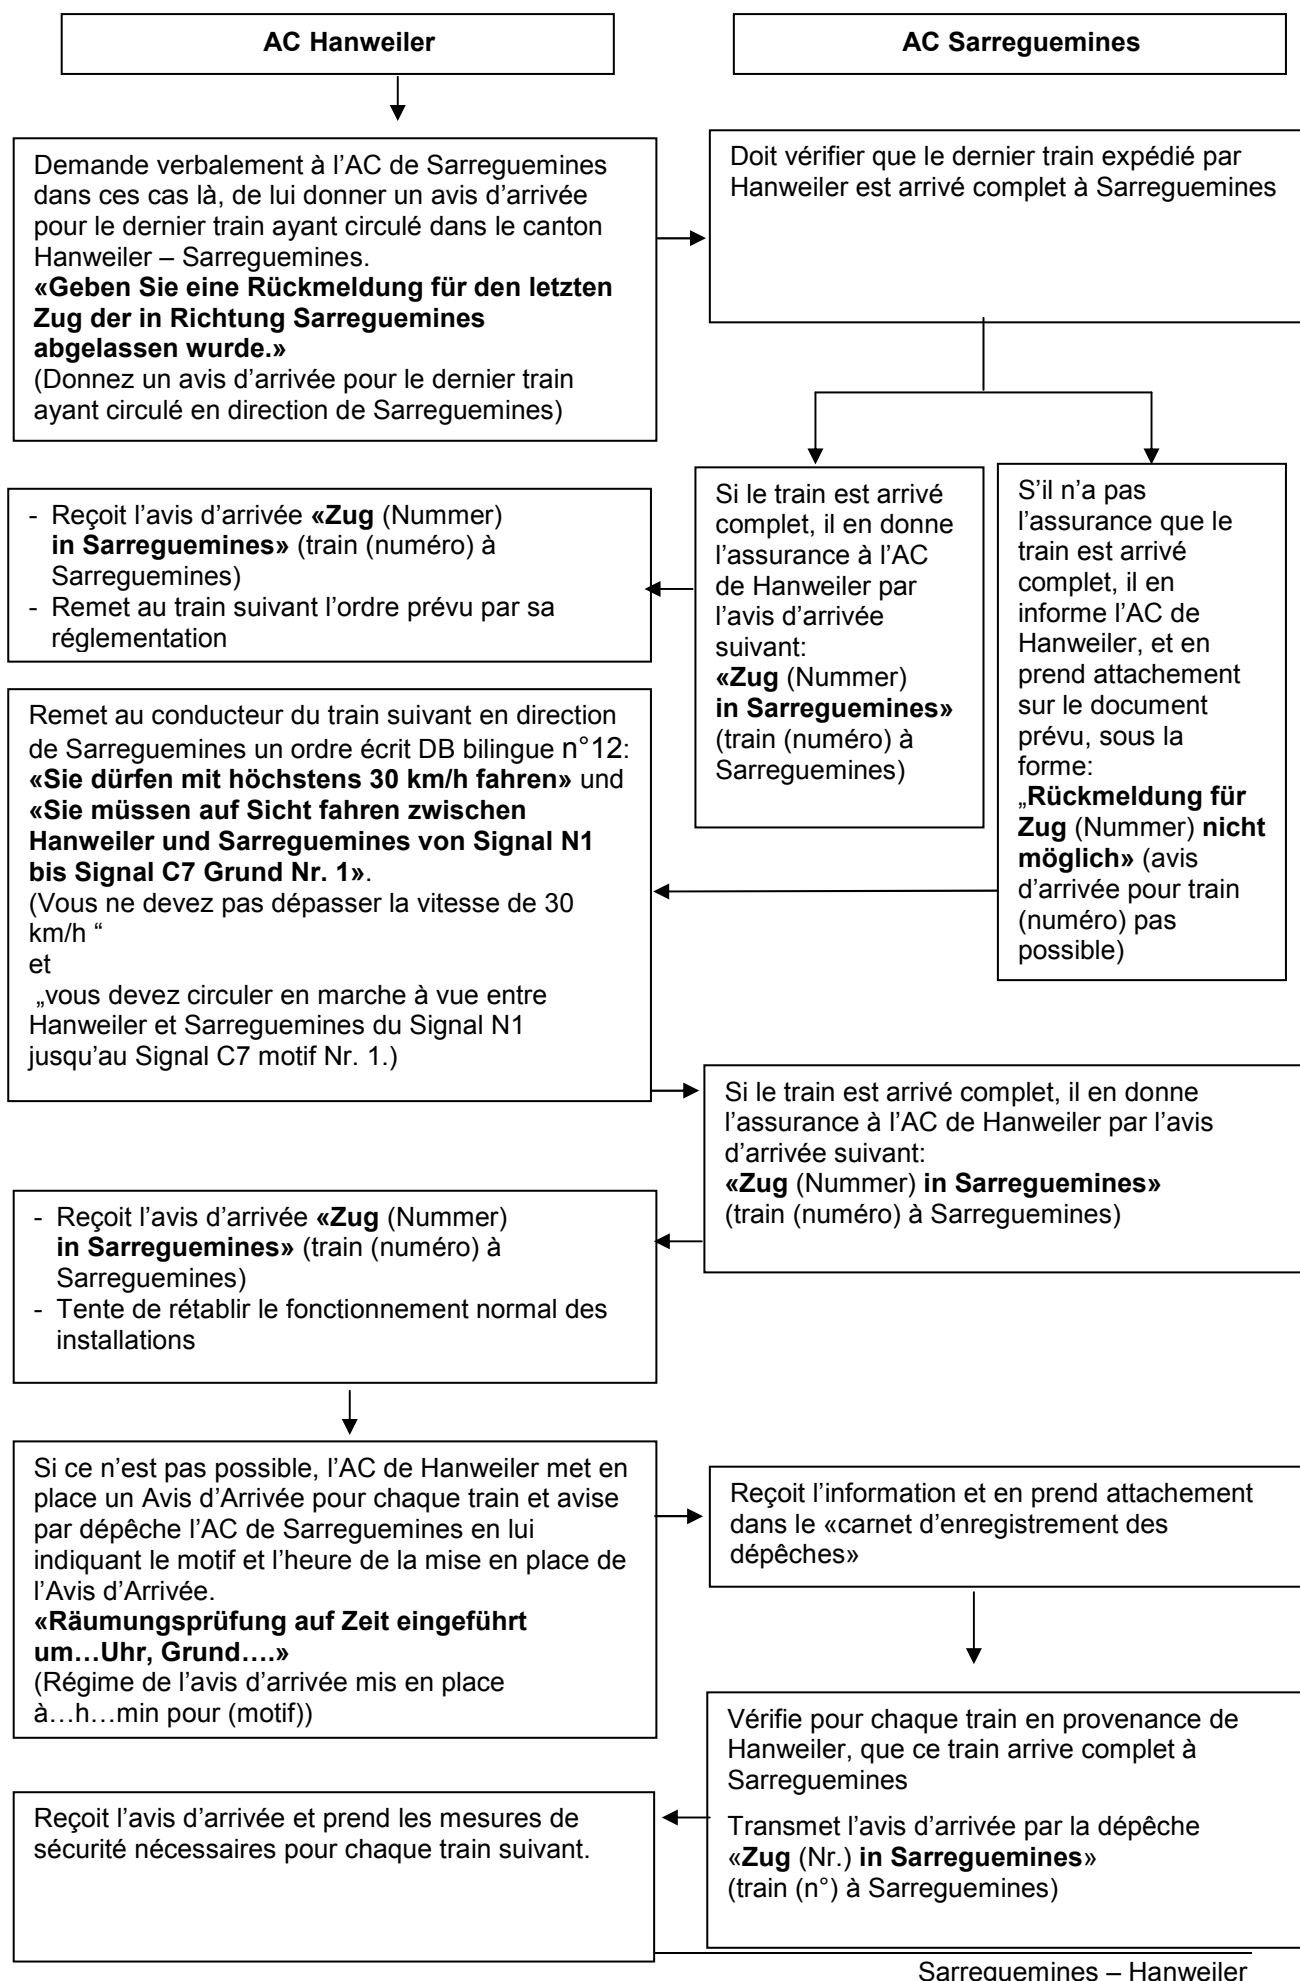 AC Hanweiler
AC Sarreguemines
Demande verbalement à l’AC de Sarreguemines
dans ces cas là, de lui donner un avis d’arrivée
pour le dernier train ayant circulé dans le canton
Hanweiler – Sarreguemines.
«Geben Sie eine Rückmeldung für den letzten
Zug der in Richtung Sarreguemines
abgelassen wurde.»
(Donnez un avis d’arrivée pour le dernier train
ayant circulé en direction de Sarreguemines)
Doit vérifier que le dernier train expédié par
Hanweiler est arrivé complet à Sarreguemines
Si le train est arrivé
complet, il en donne
l’assurance à l’AC
de Hanweiler par
l’avis d’arrivée
suivant:
«Zug (Nummer)
in Sarreguemines»
(train (numéro) à
Sarreguemines)
S’il n’a pas
l’assurance que le
train est arrivé
complet, il en
informe l’AC de
Hanweiler, et en
prend attachement
sur le document
prévu, sous la
forme:
„Rückmeldung für
Zug (Nummer) nicht
möglich» (avis
d’arrivée pour train
(numéro) pas
possible)
- Reçoit l’avis d’arrivée «Zug (Nummer)
in Sarreguemines» (train (numéro) à
Sarreguemines)
- Remet au train suivant l’ordre prévu par sa
réglementation
Remet au conducteur du train suivant en direction
de Sarreguemines un ordre écrit DB bilingue n°12:
«Sie dürfen mit höchstens 30 km/h fahren» und
«Sie müssen auf Sicht fahren zwischen
Hanweiler und Sarreguemines von Signal N1
bis Signal C7 Grund Nr. 1».
(Vous ne devez pas dépasser la vitesse de 30
km/h “
et
„vous devez circuler en marche à vue entre
Hanweiler et Sarreguemines du Signal N1
jusqu’au Signal C7 motif Nr. 1.)
Si le train est arrivé complet, il en donne
l’assurance à l’AC de Hanweiler par l’avis
d’arrivée suivant:
«Zug (Nummer) in Sarreguemines»
(train (numéro) à Sarreguemines)
- Reçoit l’avis d’arrivée «Zug (Nummer)
in Sarreguemines» (train (numéro) à
Sarreguemines)
- Tente de rétablir le fonctionnement normal des
installations
Si ce n’est pas possible, l’AC de Hanweiler met en
place un Avis d’Arrivée pour chaque train et avise
par dépêche l’AC de Sarreguemines en lui
indiquant le motif et l’heure de la mise en place de
l’Avis d’Arrivée.
«Räumungsprüfung auf Zeit eingeführt
um…Uhr, Grund….»
(Régime de l’avis d’arrivée mis en place
à…h…min pour (motif))
Reçoit l’information et en prend attachement
dans le «carnet d’enregistrement des
dépêches»
Vérifie pour chaque train en provenance de
Hanweiler, que ce train arrive complet à
Sarreguemines
Transmet l’avis d’arrivée par la dépêche
«Zug (Nr.) in Sarreguemines»
(train (n°) à Sarreguemines)
Reçoit l’avis d’arrivée et prend les mesures de
sécurité nécessaires pour chaque train suivant.
Sarreguemines – Hanweiler